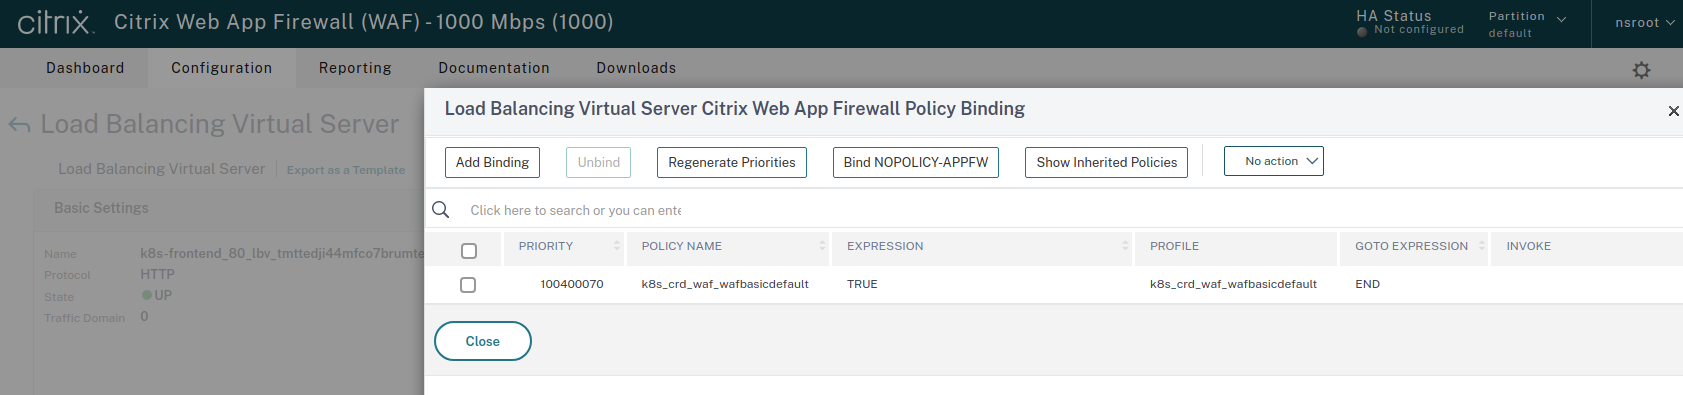 citrix Citrix Web App Firewall (WAF) - 1000 Mbps (1000)
HA Status
Not configured
Partition
default
nsroot
Dashboard Configuration Reporting Documentation Downloads
Load Balancing Virtual Server
Load Balancing Virtual Server Export as a Template
Basic Settings
Name k8s-frontend_80_lbv_tmttedji44mfco7brumte
Protocol HTTP
State UP
Traffic Domain 0
Load Balancing Virtual Server Citrix Web App Firewall Policy Binding
Add Binding Unbind Regenerate Priorities Bind NOPOLICY-APPFW Show Inherited Policies No action
Click here to search or you can ente
PRIORITY POLICY NAME EXPRESSION PROFILE GOTO EXPRESSION INVOKE
100400070 k8s_crd_waf_wafbasicdefault TRUE k8s_crd_waf_wafbasicdefault END
Close